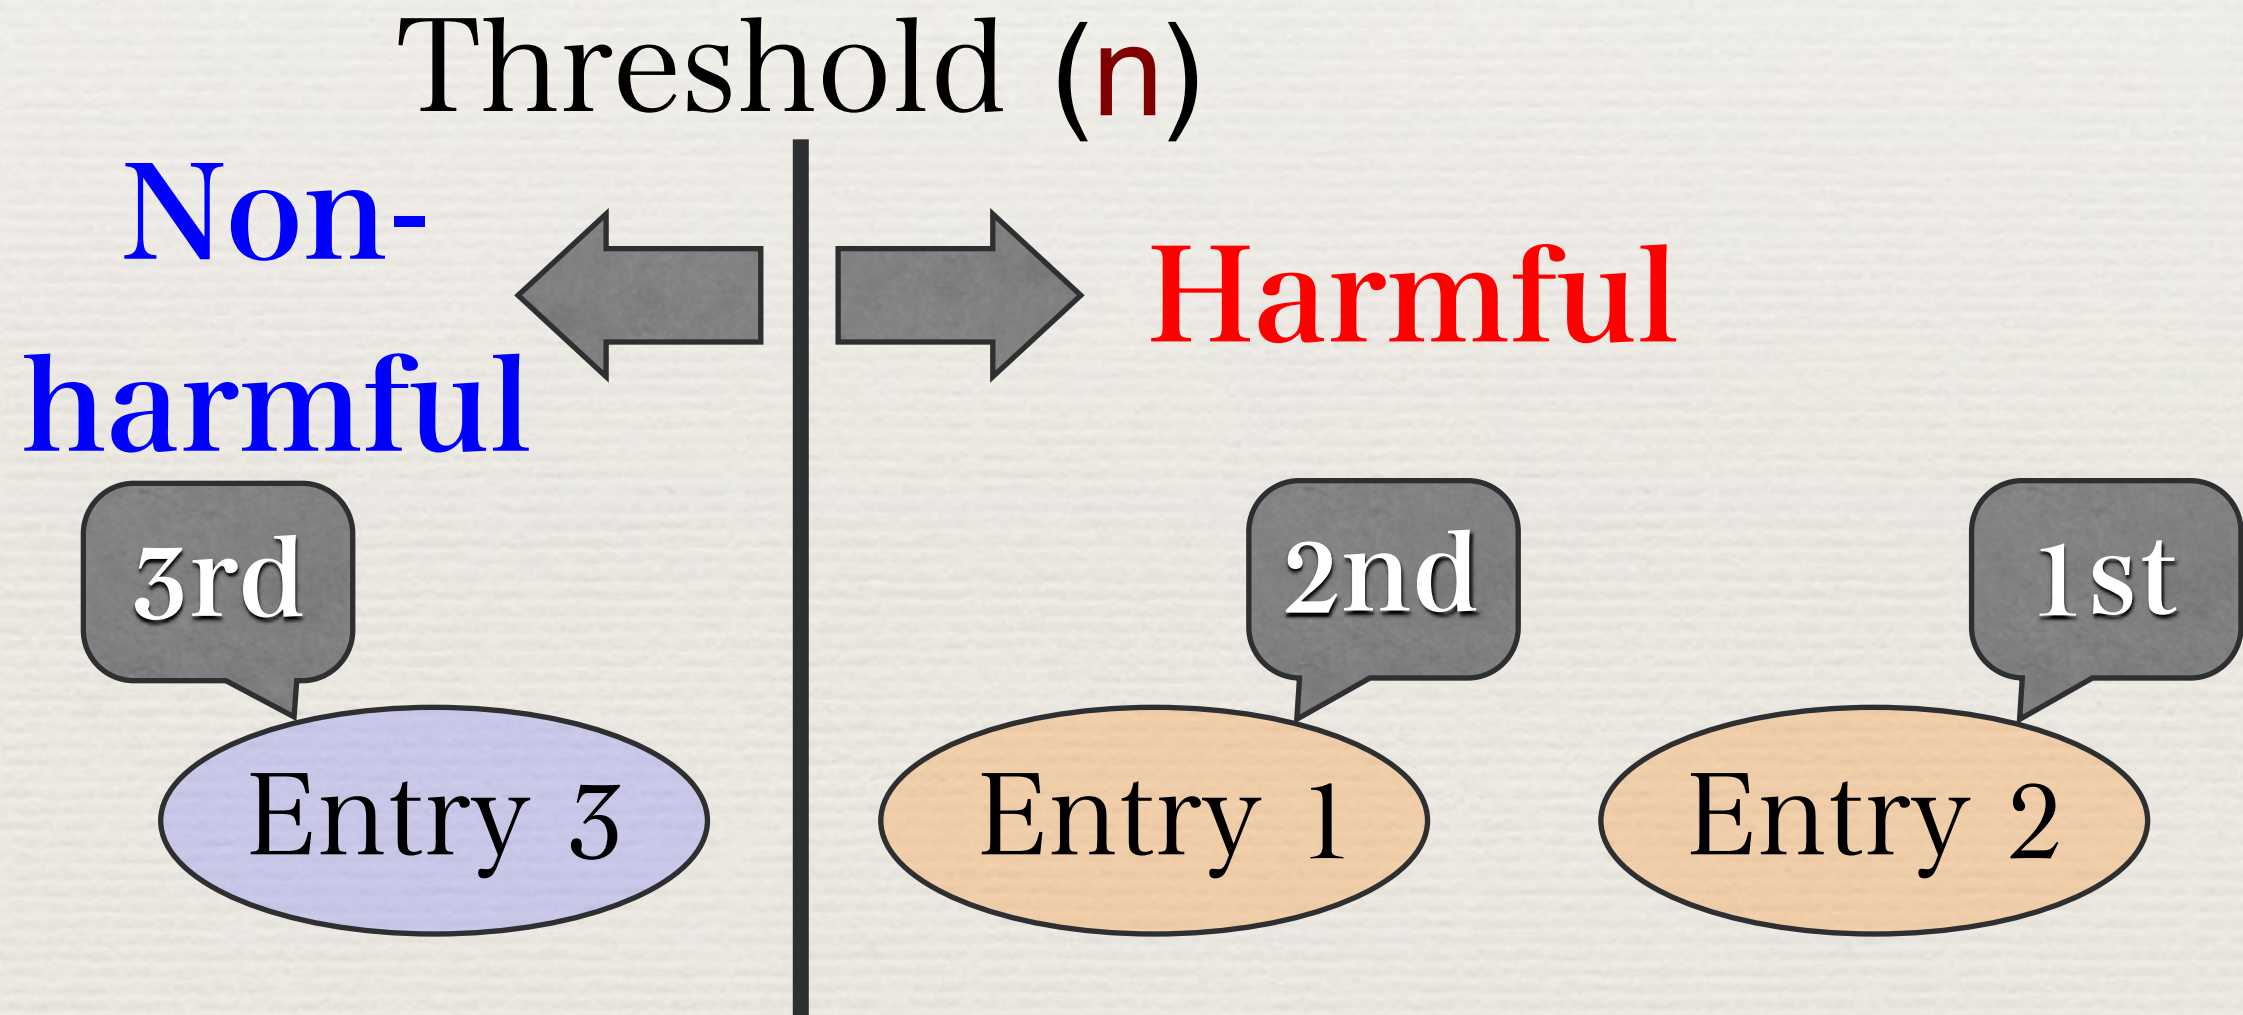 Threshold (n)
Non-
harmful
Harmful
3rd
2nd
1st
Entry 3
Entry 1
Entry 2